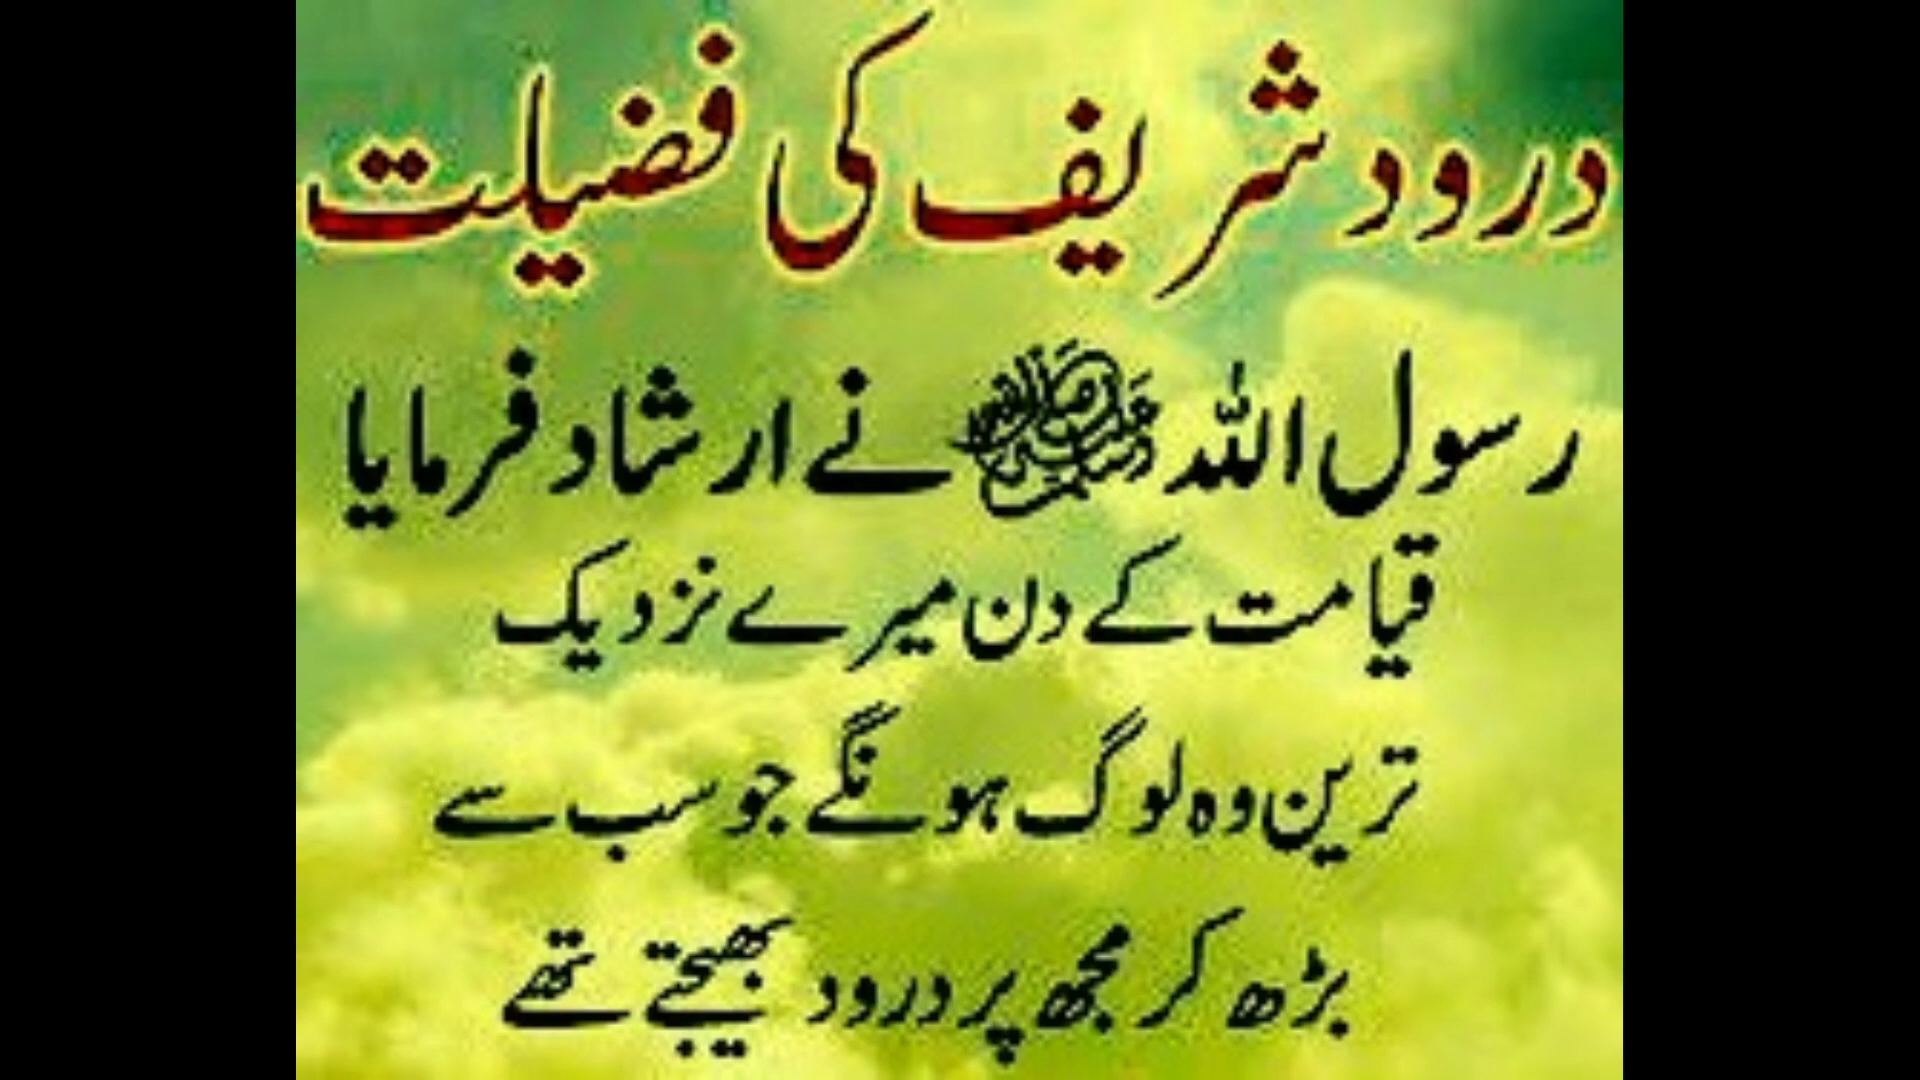 درود شریف کی فضیلت
رسول اللہ ﷺ نے ارشاد فرمایا
قیامت کے دن میرے نزدیک
ترین وہ لوگ ہونگے جو سب سے
بڑھ کر مجھ پر درود بھیجتے تھے